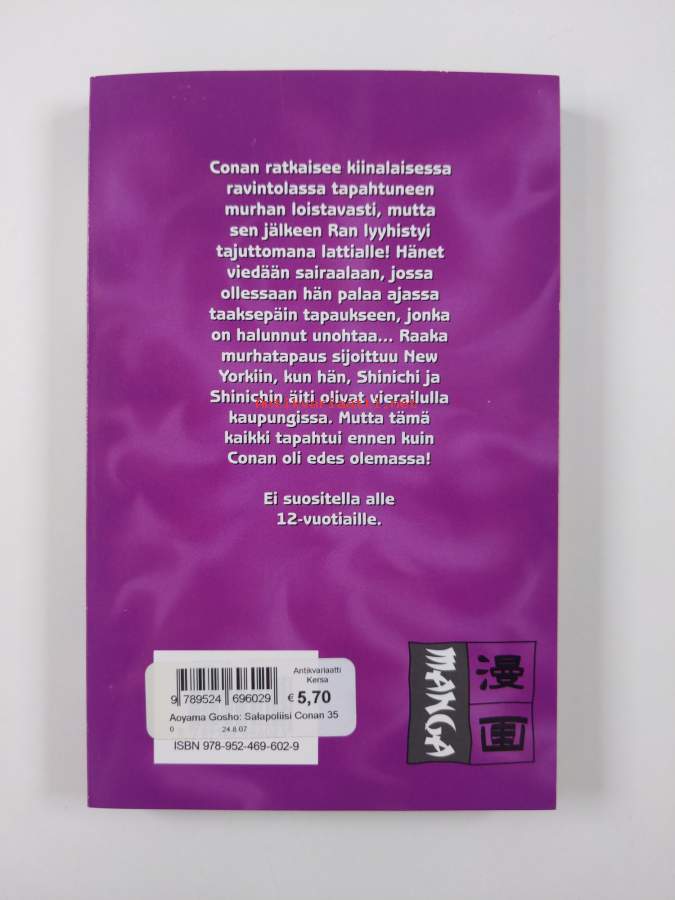 Conan ratkaisee kiinalaisessa
ravintolassa tapahtuneen
murhan loistavasti, mutta
sen jälkeen Ran lyyhistyi
tajuttomana lattialle! Hänet
viedään sairaalaan, jossa
ollessaan hän palaa ajassa
taaksepäin tapaukseen, jonka
on halunnut unohtaa... Raaka
murhatapaus sijoittuu New
Yorkiin, kun hän, Shinichi ja
Shinichin äiti olivat vierailulla
Antikvariaatti.net
kaupungissa. Mutta tämä
kaikki tapahtui ennen kuin
Conan oli edes olemassa!
Ei suositella alle
12-vuotiaille.
Antikvariaatti
Kersa
9 789524 696029 € 5,70
Aoyama Gosho: Salapoliisi Conan 35
0 24.8.07
ISBN 978-952-469-602-9
MANGA
漫
画